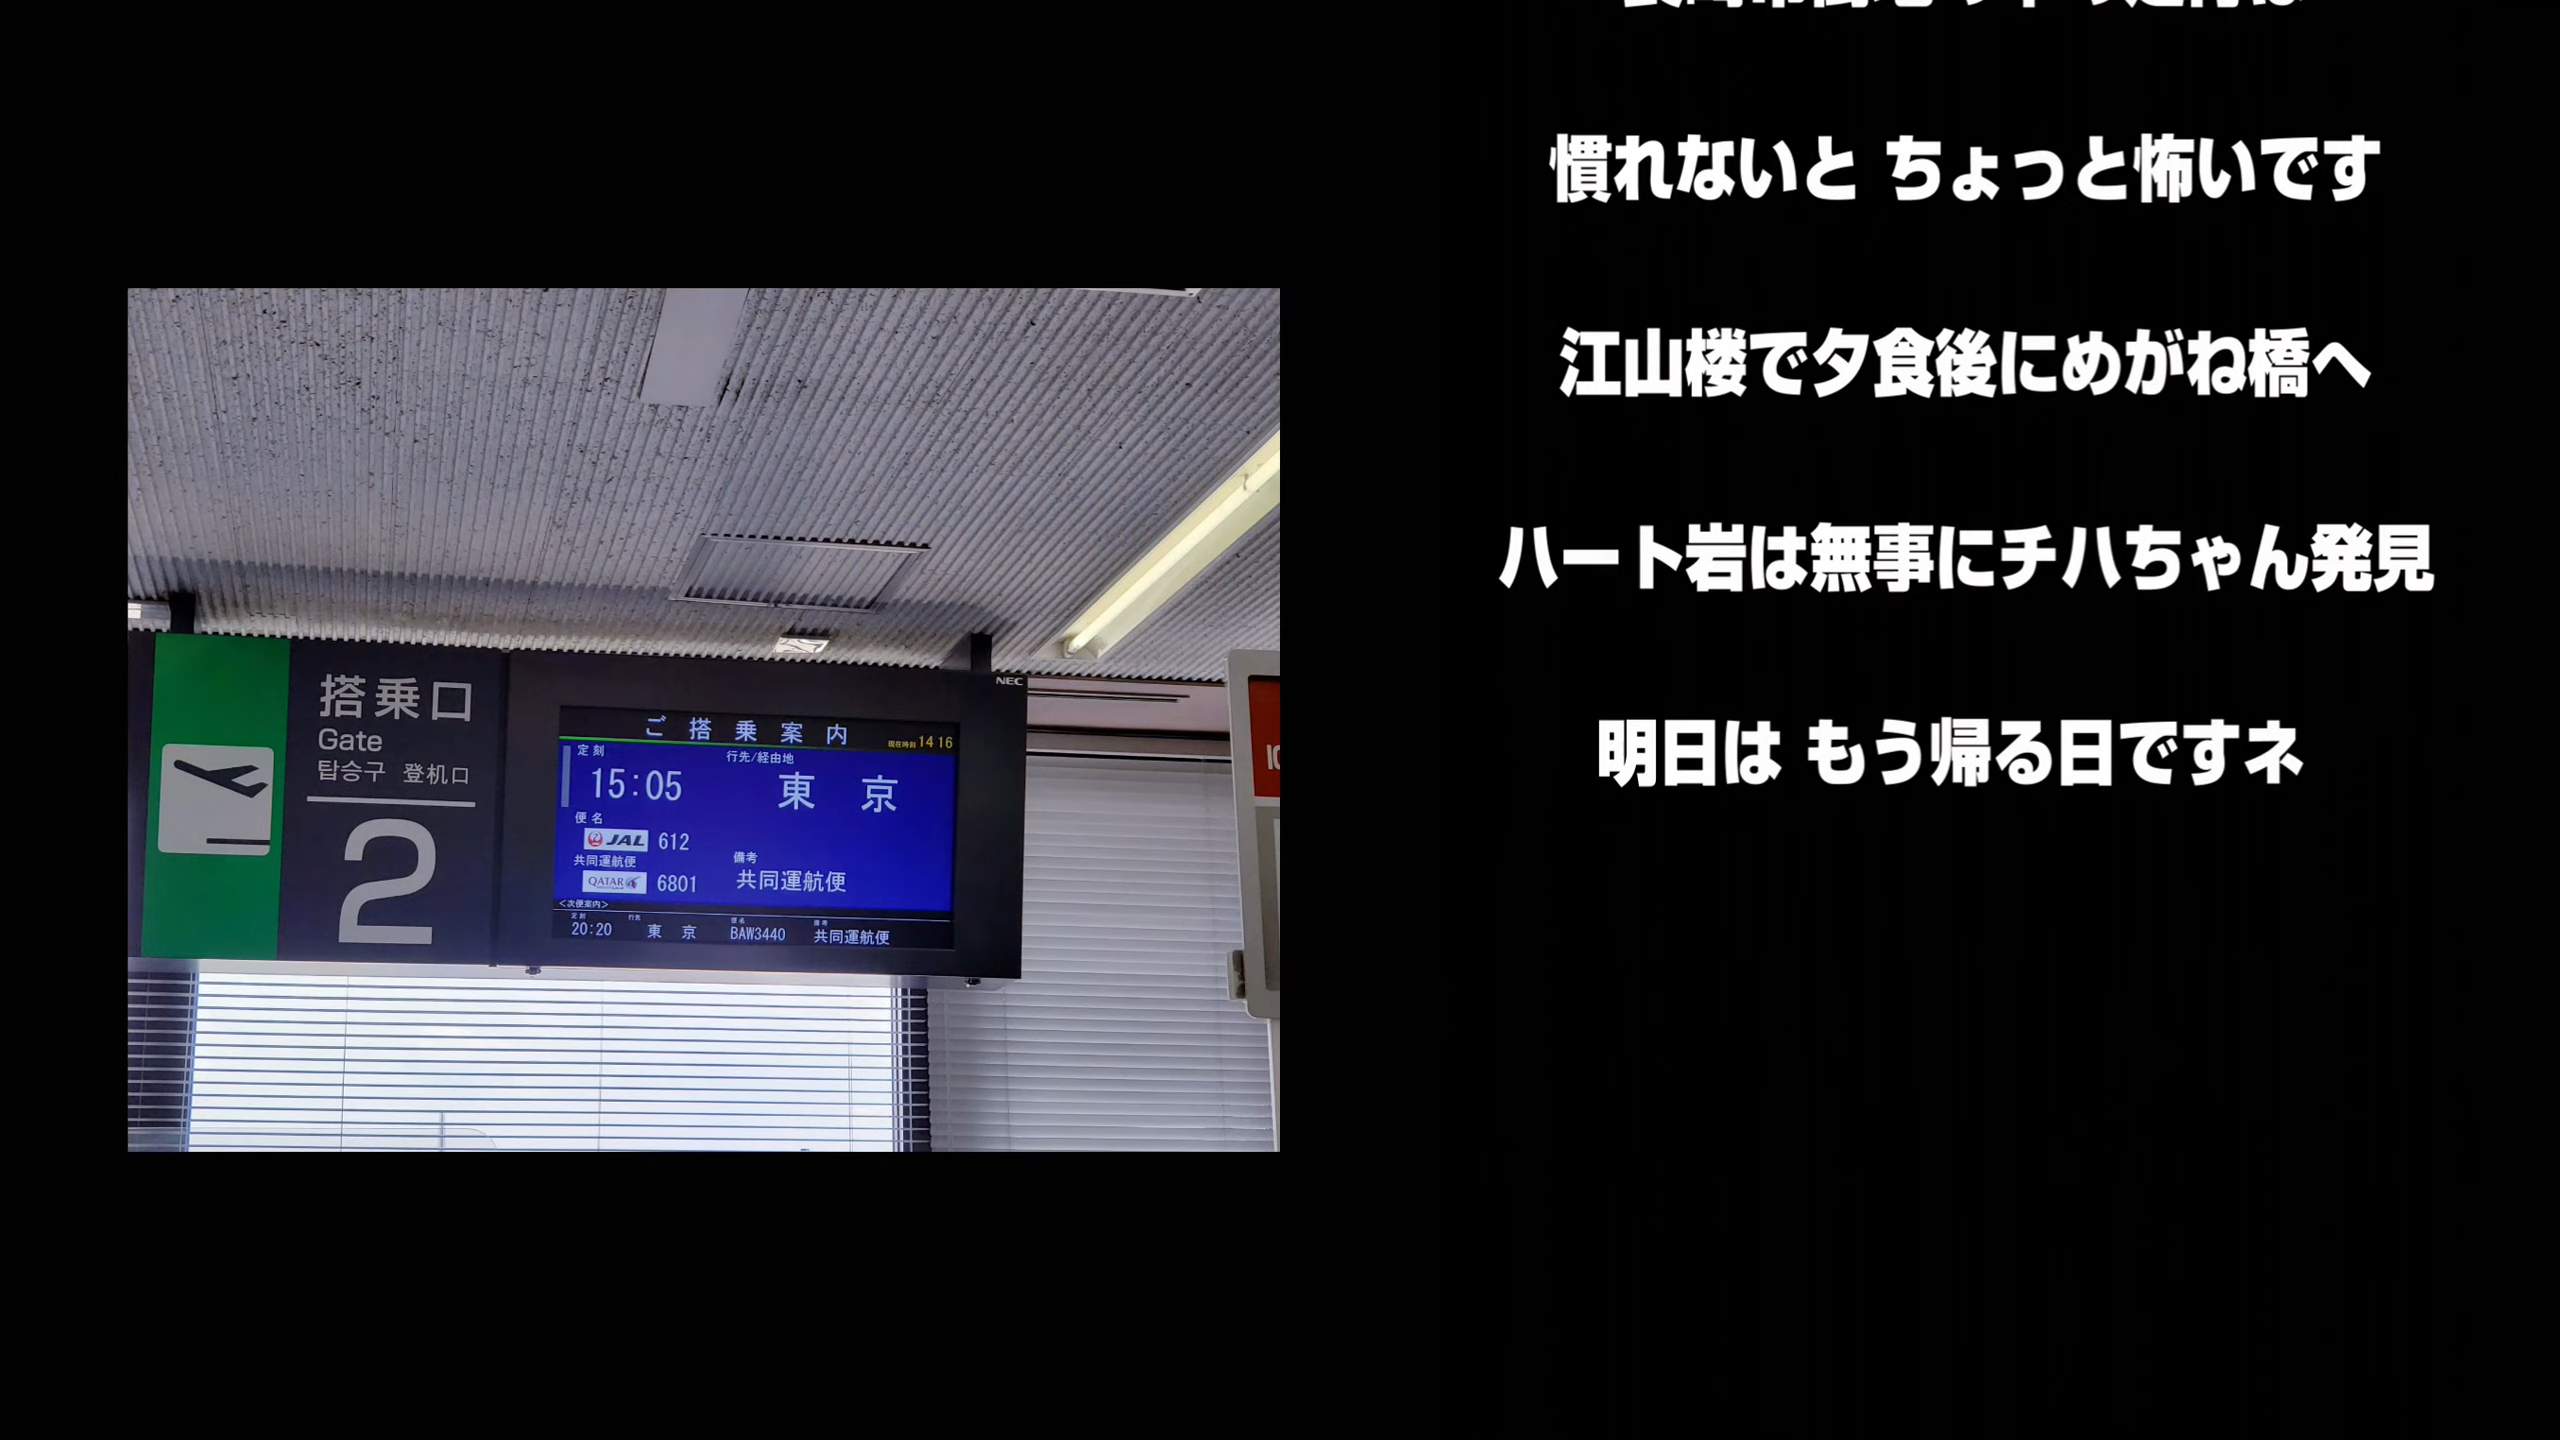 慣れないと ちょっと怖いです
江山楼で夕食後にめがね橋へ
ハート岩は無事にチハちゃん発見
明日は もう帰る日ですネ
搭乗口
Gate
탑승구 登机口
2
NEC
ご搭乗案内 現在時刻 14 16
定刻 行先/経由地
15:05 東京
便名
JAL 612
共同運航便 備考
QATAR 6801 共同運航便
<次便案内>
定刻 行先 便名 備考
20:20 東京 BAW3440 共同運航便